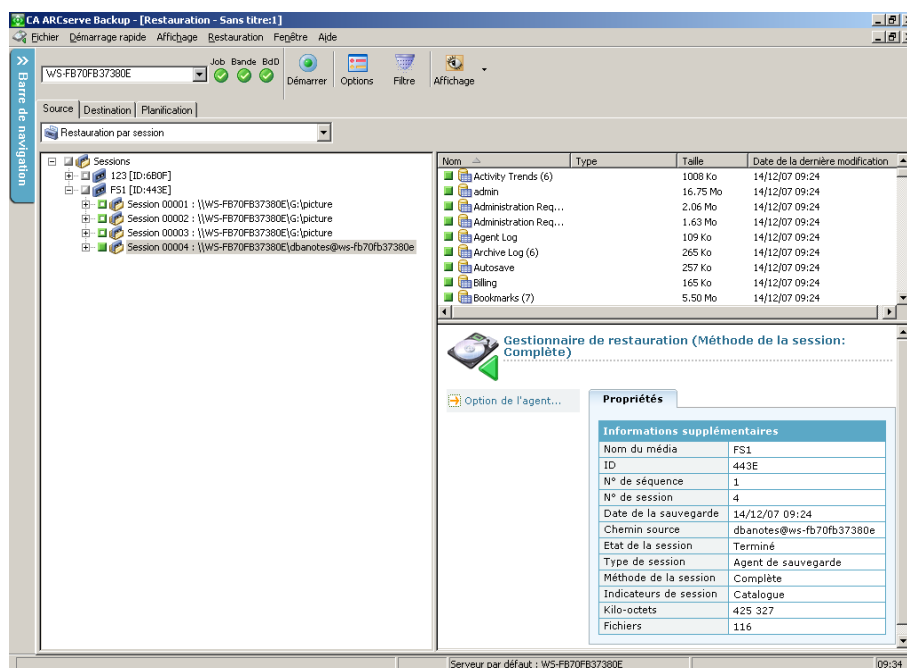 CA ARCserve Backup - [Restauration - Sans titre:1]
Fichier Démarrage rapide Affichage Restauration Fenêtre Aide
WS-FB70FB37380E
Job Bande BdD
Démarrer Options Filtre Affichage
Barre de navigation
Source Destination Planification
Restauration par session
Sessions
123 [ID:6B0F]
FS1 [ID:443E]
Session 00001 : \\WS-FB70FB37380E\G:\picture
Session 00002 : \\WS-FB70FB37380E\G:\picture
Session 00003 : \\WS-FB70FB37380E\G:\picture
Session 00004 : \\WS-FB70FB37380E\dbanotes@ws-fb70fb37380e
Nom Type Taille Date de la dernière modification
Activity Trends (6) 1008 Ko 14/12/07 09:24
admin 16.75 Mo 14/12/07 09:24
Administration Req... 2.06 Mo 14/12/07 09:24
Administration Req... 1.63 Mo 14/12/07 09:24
Agent Log 109 Ko 14/12/07 09:24
Archive Log (6) 265 Ko 14/12/07 09:24
Autosave 257 Ko 14/12/07 09:24
Billing 165 Ko 14/12/07 09:24
Bookmarks (7) 5.50 Mo 14/12/07 09:24
Gestionnaire de restauration (Méthode de la session:
Complète)
Option de l'agent...
Propriétés
Informations supplémentaires
Nom du média FS1
ID 443E
N° de séquence 1
N° de session 4
Date de la sauvegarde 14/12/07 09:24
Chemin source dbanotes@ws-fb70fb37380e
Etat de la session Terminé
Type de session Agent de sauvegarde
Méthode de la session Complète
Indicateurs de session Catalogue
Kilo-octets 425 327
Fichiers 116
Serveur par défaut : WS-FB70FB37380E
09:34